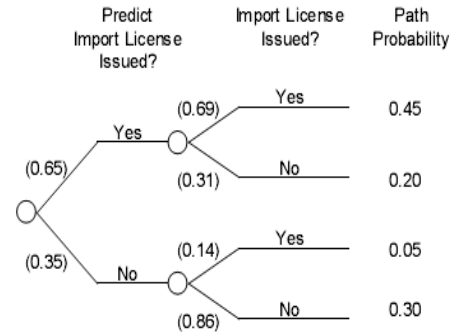 Predict
Import License
Issued?
Import License
Issued?
Path
Probability
(0.69)
Yes
0.45
Yes
(0.65)
(0.31)
No
0.20
(0.35)
(0.14)
Yes
0.05
No
(0.86)
No
0.30